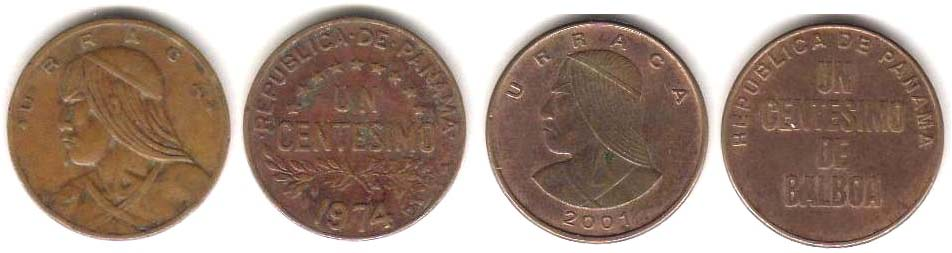 URRACA
REPUBLICA·DE·PANAMA
UN
CENTESIMO
1974
URRACA
2001
REPUBLICA DE PANAMA
UN
CENTESIMO
DE
BALBOA